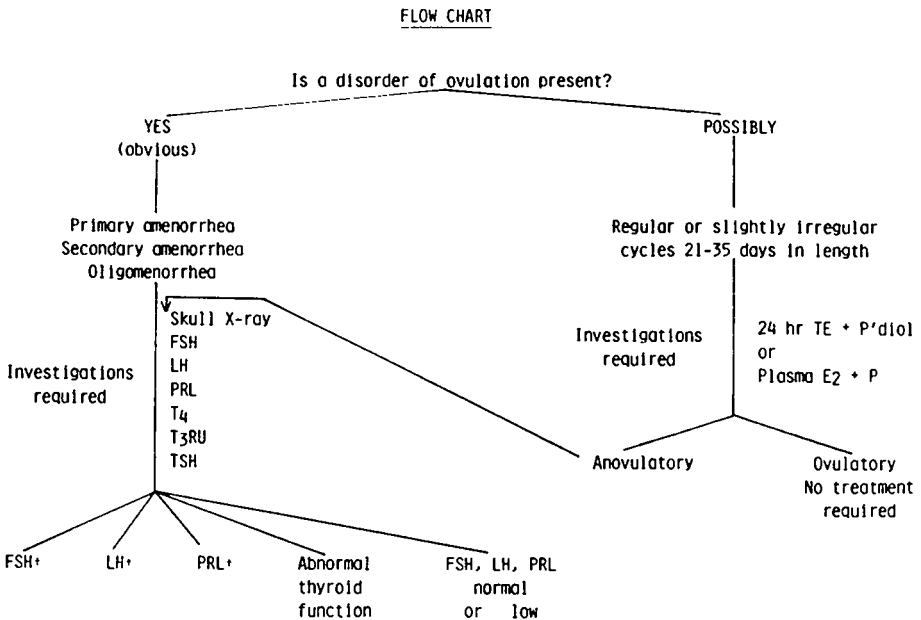 FLOW CHART
Is a disorder of ovulation present?
YES
(obvious)
POSSIBLY
Primary amenorrhea
Secondary amenorrhea
Oligomenorrhea
Regular or slightly irregular
cycles 21-35 days in length
Skull X-ray
FSH
LH
PRL
T4
T3RU
TSH
Investigations
required
Investigations
required
24 hr TE + P'diol
or
Plasma E2 + P
Anovulatory
Ovulatory
No treatment
required
FSH↑
LH↑
PRL↑
Abnormal
thyroid
function
FSH, LH, PRL
normal
or low